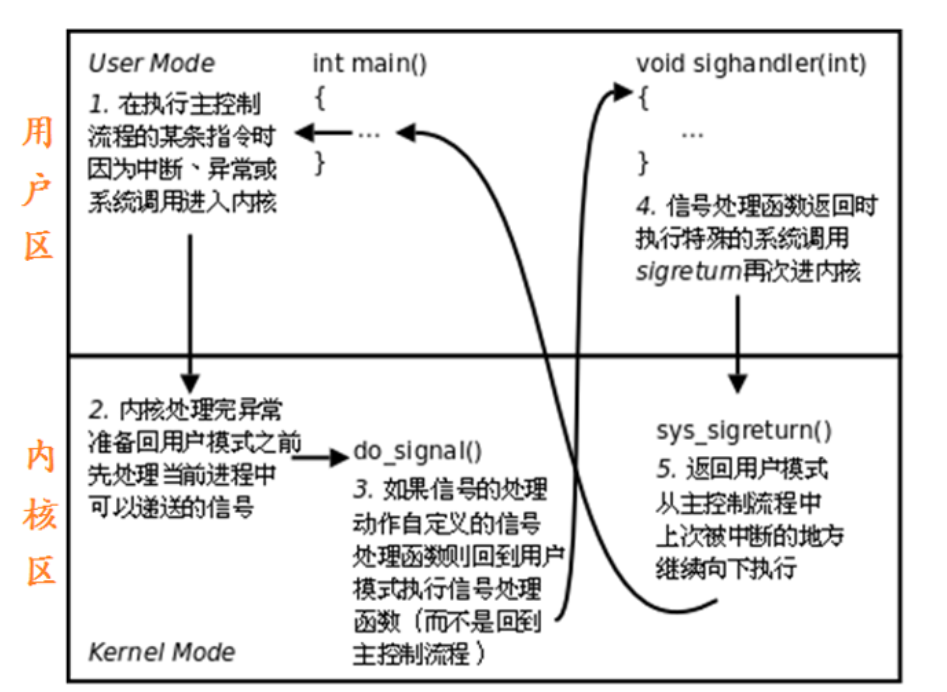 用
户
区
User Mode
1. 在执行主控制
流程的某条指令时
因为中断、异常或
系统调用进入内核
int main()
{
...
}
void sighandler(int)
{
...
}
4. 信号处理函数返回时
执行特殊的系统调用
sigreturn再次进内核
内
核
区
2. 内核处理完异常
准备回用户模式之前
先处理当前进程中
可以递送的信号
do_signal()
3. 如果信号的处理
动作自定义的信号
处理函数则回到用户
模式执行信号处理
函数（而不是回到
主控制流程）
sys_sigreturn()
5. 返回用户模式
从主控制流程中
上次被中断的地方
继续向下执行
Kernel Mode